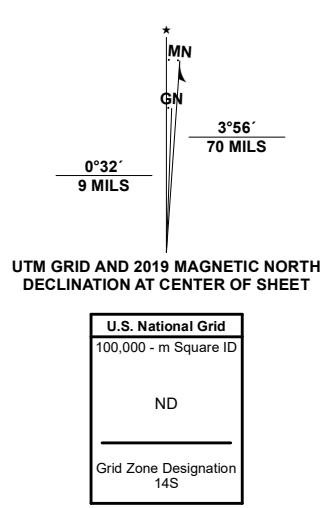 ★
MN
GN
3°56´
70 MILS
0°32´
9 MILS
UTM GRID AND 2019 MAGNETIC NORTH
DECLINATION AT CENTER OF SHEET
U.S. National Grid
100,000 - m Square ID
ND
Grid Zone Designation
14S